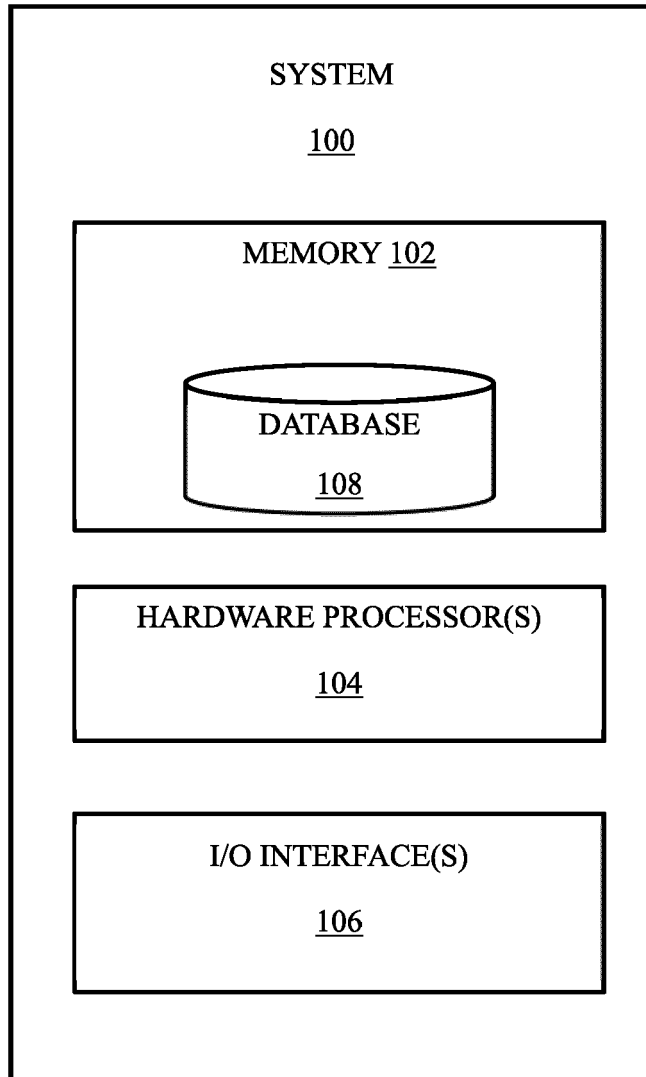 SYSTEM
100
MEMORY 102
DATABASE
108
HARDWARE PROCESSOR(S)
104
I/O INTERFACE(S)
106